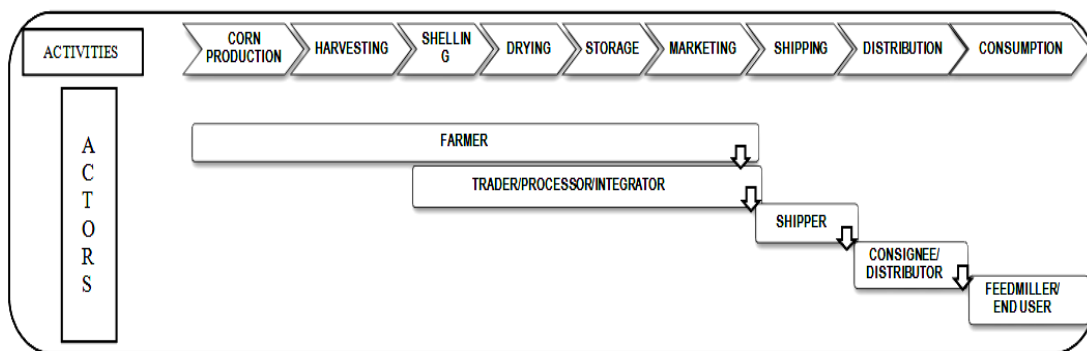 ACTIVITIES
CORN
PRODUCTION
HARVESTING
SHELLIN
G
DRYING
STORAGE
MARKETING
SHIPPING
DISTRIBUTION
CONSUMPTION
A
C
T
O
R
S
FARMER
TRADER/PROCESSOR/INTEGRATOR
SHIPPER
CONSIGNEE/
DISTRIBUTOR
FEEDMILLER/
END USER